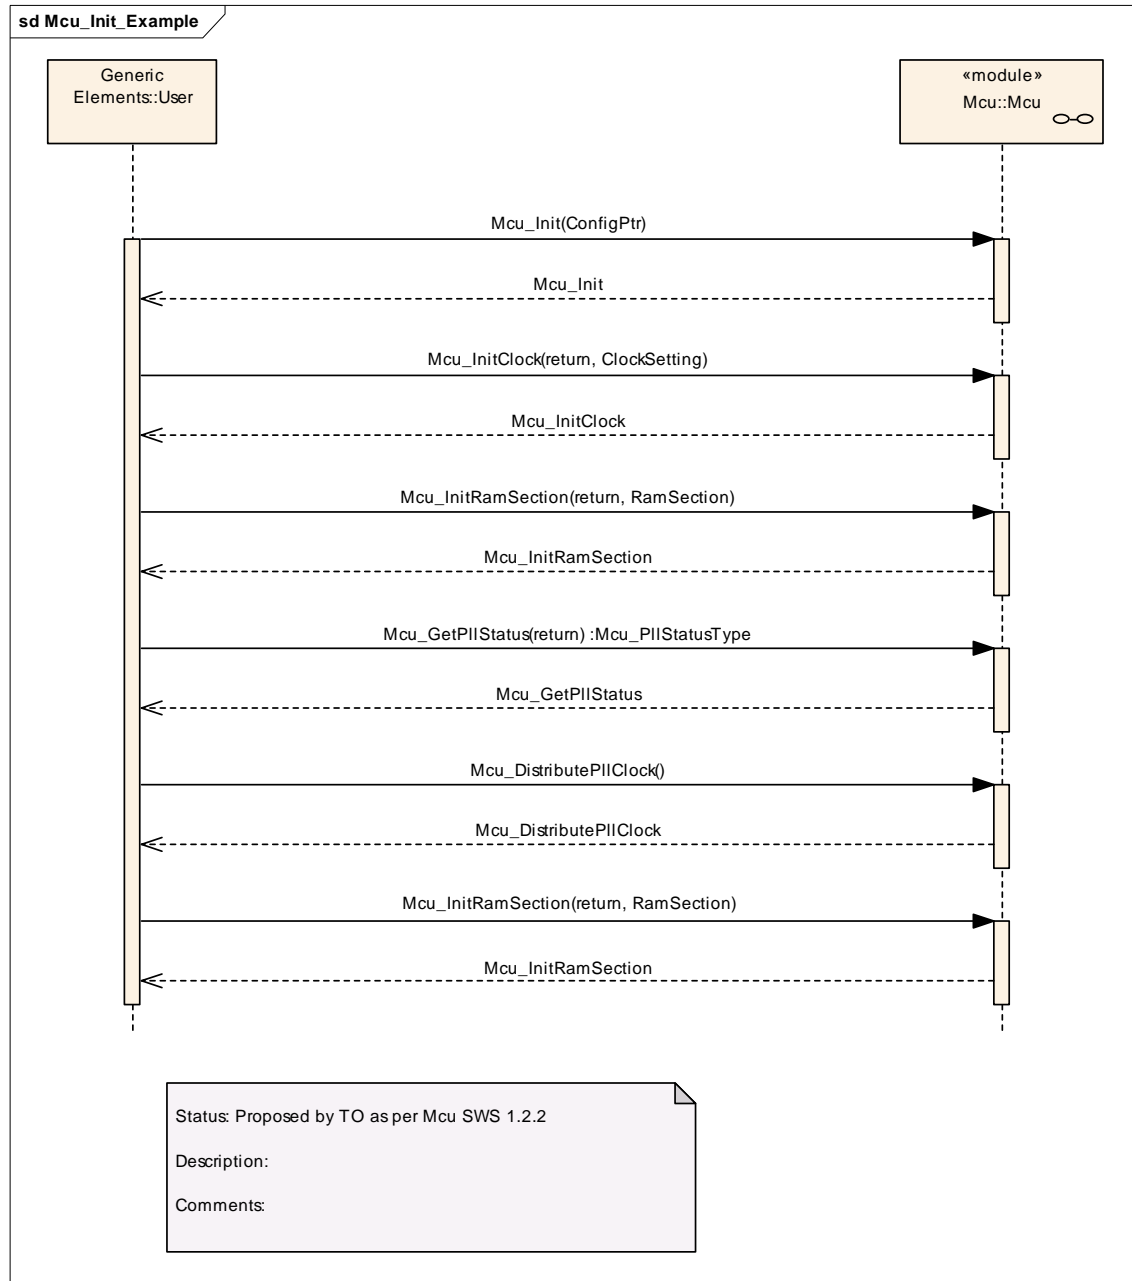 sd Mcu_Init_Example
Generic
Elements::User
«module»
Mcu::Mcu
Mcu_Init(ConfigPtr)
Mcu_Init
Mcu_InitClock(return, ClockSetting)
Mcu_InitClock
Mcu_InitRamSection(return, RamSection)
Mcu_InitRamSection
Mcu_GetPllStatus(return) :Mcu_PllStatusType
Mcu_GetPllStatus
Mcu_DistributePllClock()
Mcu_DistributePllClock
Mcu_InitRamSection(return, RamSection)
Mcu_InitRamSection
Status: Proposed by TO as per Mcu SWS 1.2.2
Description:
Comments: